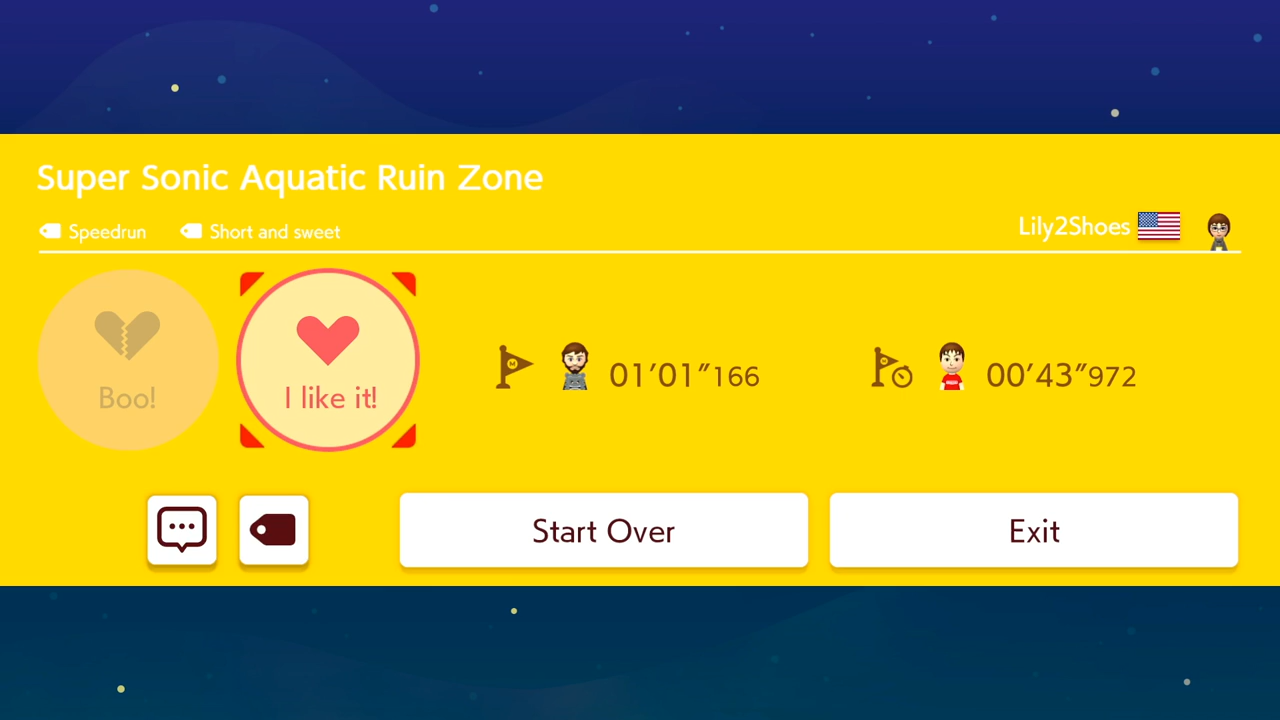 Super Sonic Aquatic Ruin Zone
Speedrun Short and sweet
Lily2Shoes
Boo!
I like it!
M
01'01"166
M
00'43"972
Start Over
Exit